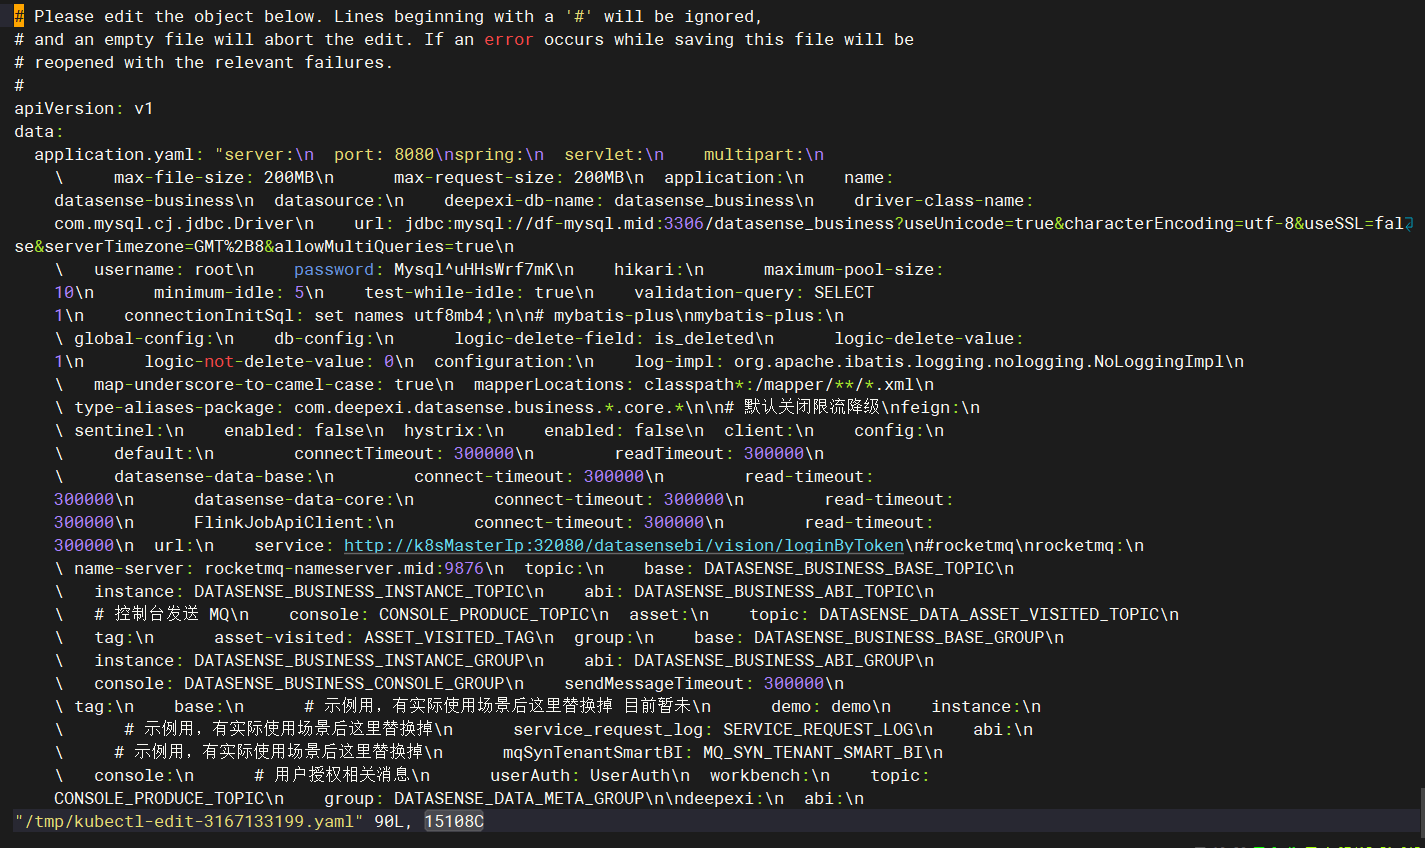 # Please edit the object below. Lines beginning with a '#' will be ignored,
# and an empty file will abort the edit. If an error occurs while saving this file will be
# reopened with the relevant failures.
#
apiVersion: v1
data:
  application.yaml: "server:\n  port: 8080\nspring:\n  servlet:\n    multipart:\n
    \     max-file-size: 200MB\n      max-request-size: 200MB\n  application:\n    name:
    datasense-business\n  datasource:\n    deepexi-db-name: datasense_business\n    driver-class-name:
    com.mysql.cj.jdbc.Driver\n    url: jdbc:mysql://df-mysql.mid:3306/datasense_business?useUnicode=true&characterEncoding=utf-8&useSSL=fal
se&serverTimezone=GMT%2B8&allowMultiQueries=true\n
    \   username: root\n    password: Mysql^uHHsWrf7mK\n    hikari:\n      maximum-pool-size:
    10\n      minimum-idle: 5\n    test-while-idle: true\n    validation-query: SELECT
    1\n    connectionInitSql: set names utf8mb4;\n\n# mybatis-plus\nmybatis-plus:\n
    \ global-config:\n    db-config:\n      logic-delete-field: is_deleted\n      logic-delete-value:
    1\n      logic-not-delete-value: 0\n  configuration:\n    log-impl: org.apache.ibatis.logging.nologging.NoLoggingImpl\n
    \   map-underscore-to-camel-case: true\n  mapperLocations: classpath*:/mapper/**/*.xml\n
    \ type-aliases-package: com.deepexi.datasense.business.*.core.*\n\n# 默认关闭限流降级\nfeign:\n
    \ sentinel:\n    enabled: false\n  hystrix:\n    enabled: false\n  client:\n    config:\n
    \     default:\n        connectTimeout: 300000\n        readTimeout: 300000\n
    \     datasense-data-base:\n        connect-timeout: 300000\n        read-timeout:
    300000\n      datasense-data-core:\n        connect-timeout: 300000\n        read-timeout:
    300000\n      FlinkJobApiClient:\n        connect-timeout: 300000\n        read-timeout:
    300000\n  url:\n    service: http://k8sMasterIp:32080/datasensebi/vision/loginByToken\n#rocketmq\nrocketmq:\n
    \ name-server: rocketmq-nameserver.mid:9876\n  topic:\n    base: DATASENSE_BUSINESS_BASE_TOPIC\n
    \   instance: DATASENSE_BUSINESS_INSTANCE_TOPIC\n    abi: DATASENSE_BUSINESS_ABI_TOPIC\n
    \   # 控制台发送 MQ\n    console: CONSOLE_PRODUCE_TOPIC\n  asset:\n    topic: DATASENSE_DATA_ASSET_VISITED_TOPIC\n
    \   tag:\n      asset-visited: ASSET_VISITED_TAG\n  group:\n    base: DATASENSE_BUSINESS_BASE_GROUP\n
    \   instance: DATASENSE_BUSINESS_INSTANCE_GROUP\n    abi: DATASENSE_BUSINESS_ABI_GROUP\n
    \   console: DATASENSE_BUSINESS_CONSOLE_GROUP\n    sendMessageTimeout: 300000\n
    \ tag:\n    base:\n      # 示例用，有实际使用场景后这里替换掉 目前暂未\n      demo: demo\n    instance:\n
    \      # 示例用，有实际使用场景后这里替换掉\n      service_request_log: SERVICE_REQUEST_LOG\n    abi:\n
    \     # 示例用，有实际使用场景后这里替换掉\n      mqSynTenantSmartBI: MQ_SYN_TENANT_SMART_BI\n
    \   console:\n      # 用户授权相关消息\n      userAuth: UserAuth\n  workbench:\n    topic:
    CONSOLE_PRODUCE_TOPIC\n    group: DATASENSE_DATA_META_GROUP\n\ndeepexi:\n  abi:\n
"/tmp/kubectl-edit-3167133199.yaml" 90L, 15108C